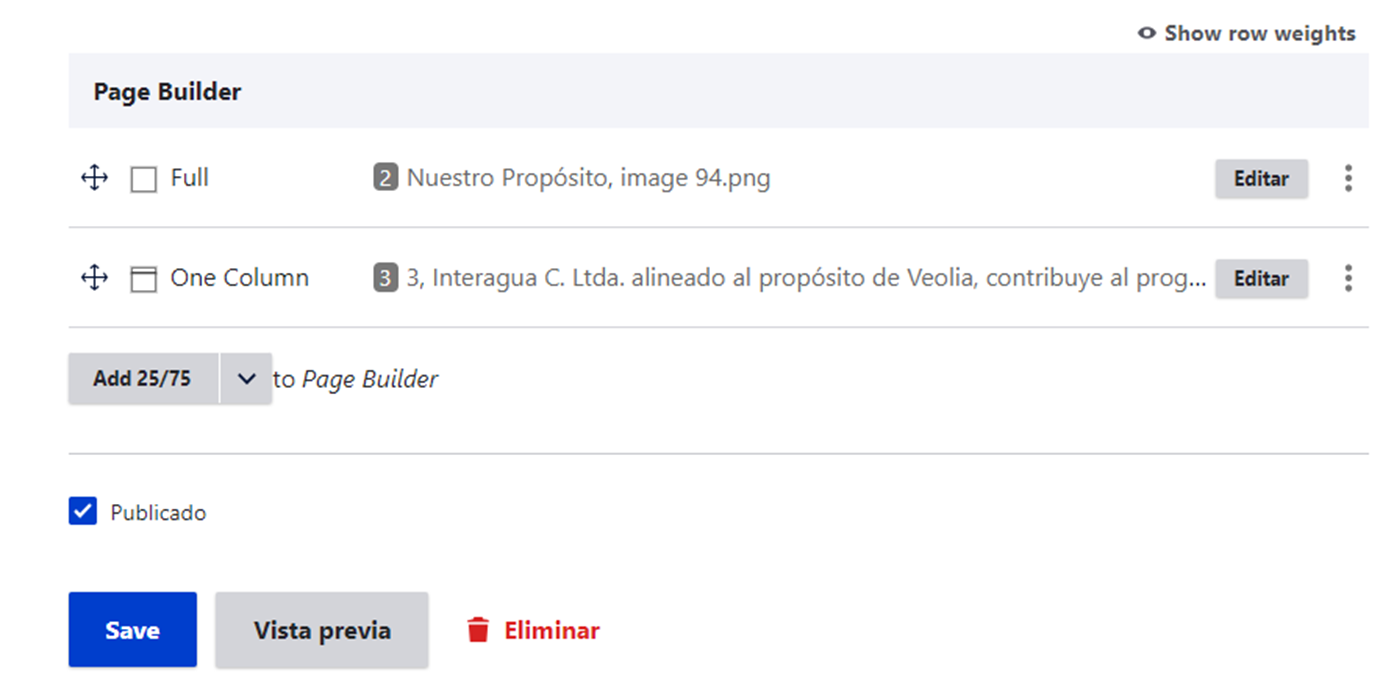 Show row weights
Page Builder
Full 2 Nuestro Propósito, image 94.png Editar
One Column 3 3, Interagua C. Ltda. alineado al propósito de Veolia, contribuye al prog... Editar
Add 25/75 to Page Builder
Publicado
Save Vista previa Eliminar